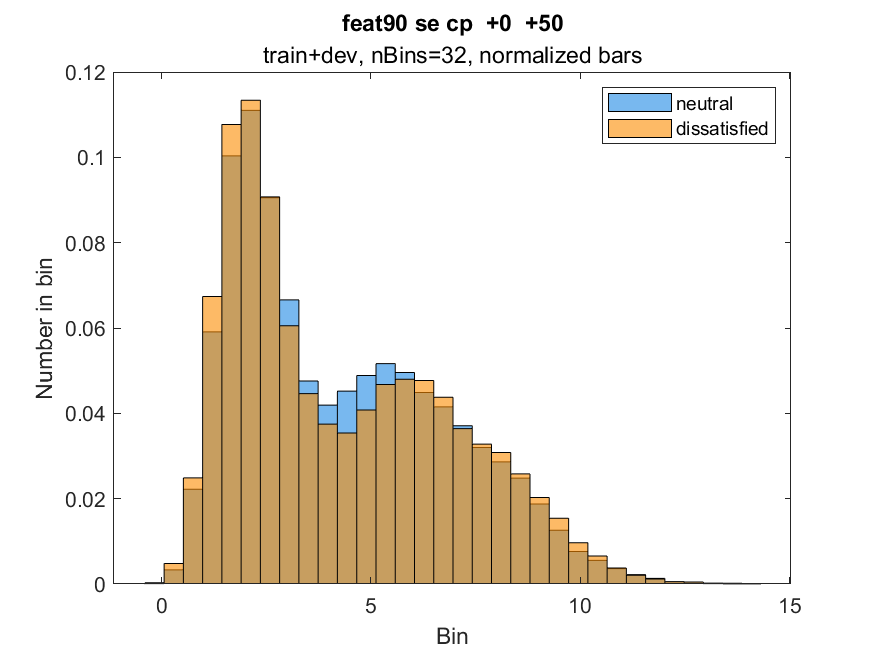 feat90 se cp  +0  +50
train+dev, nBins=32, normalized bars
neutral
dissatisfied
0.12
0.1
0.08
0.06
0.04
0.02
0
Number in bin
0
5
10
15
Bin